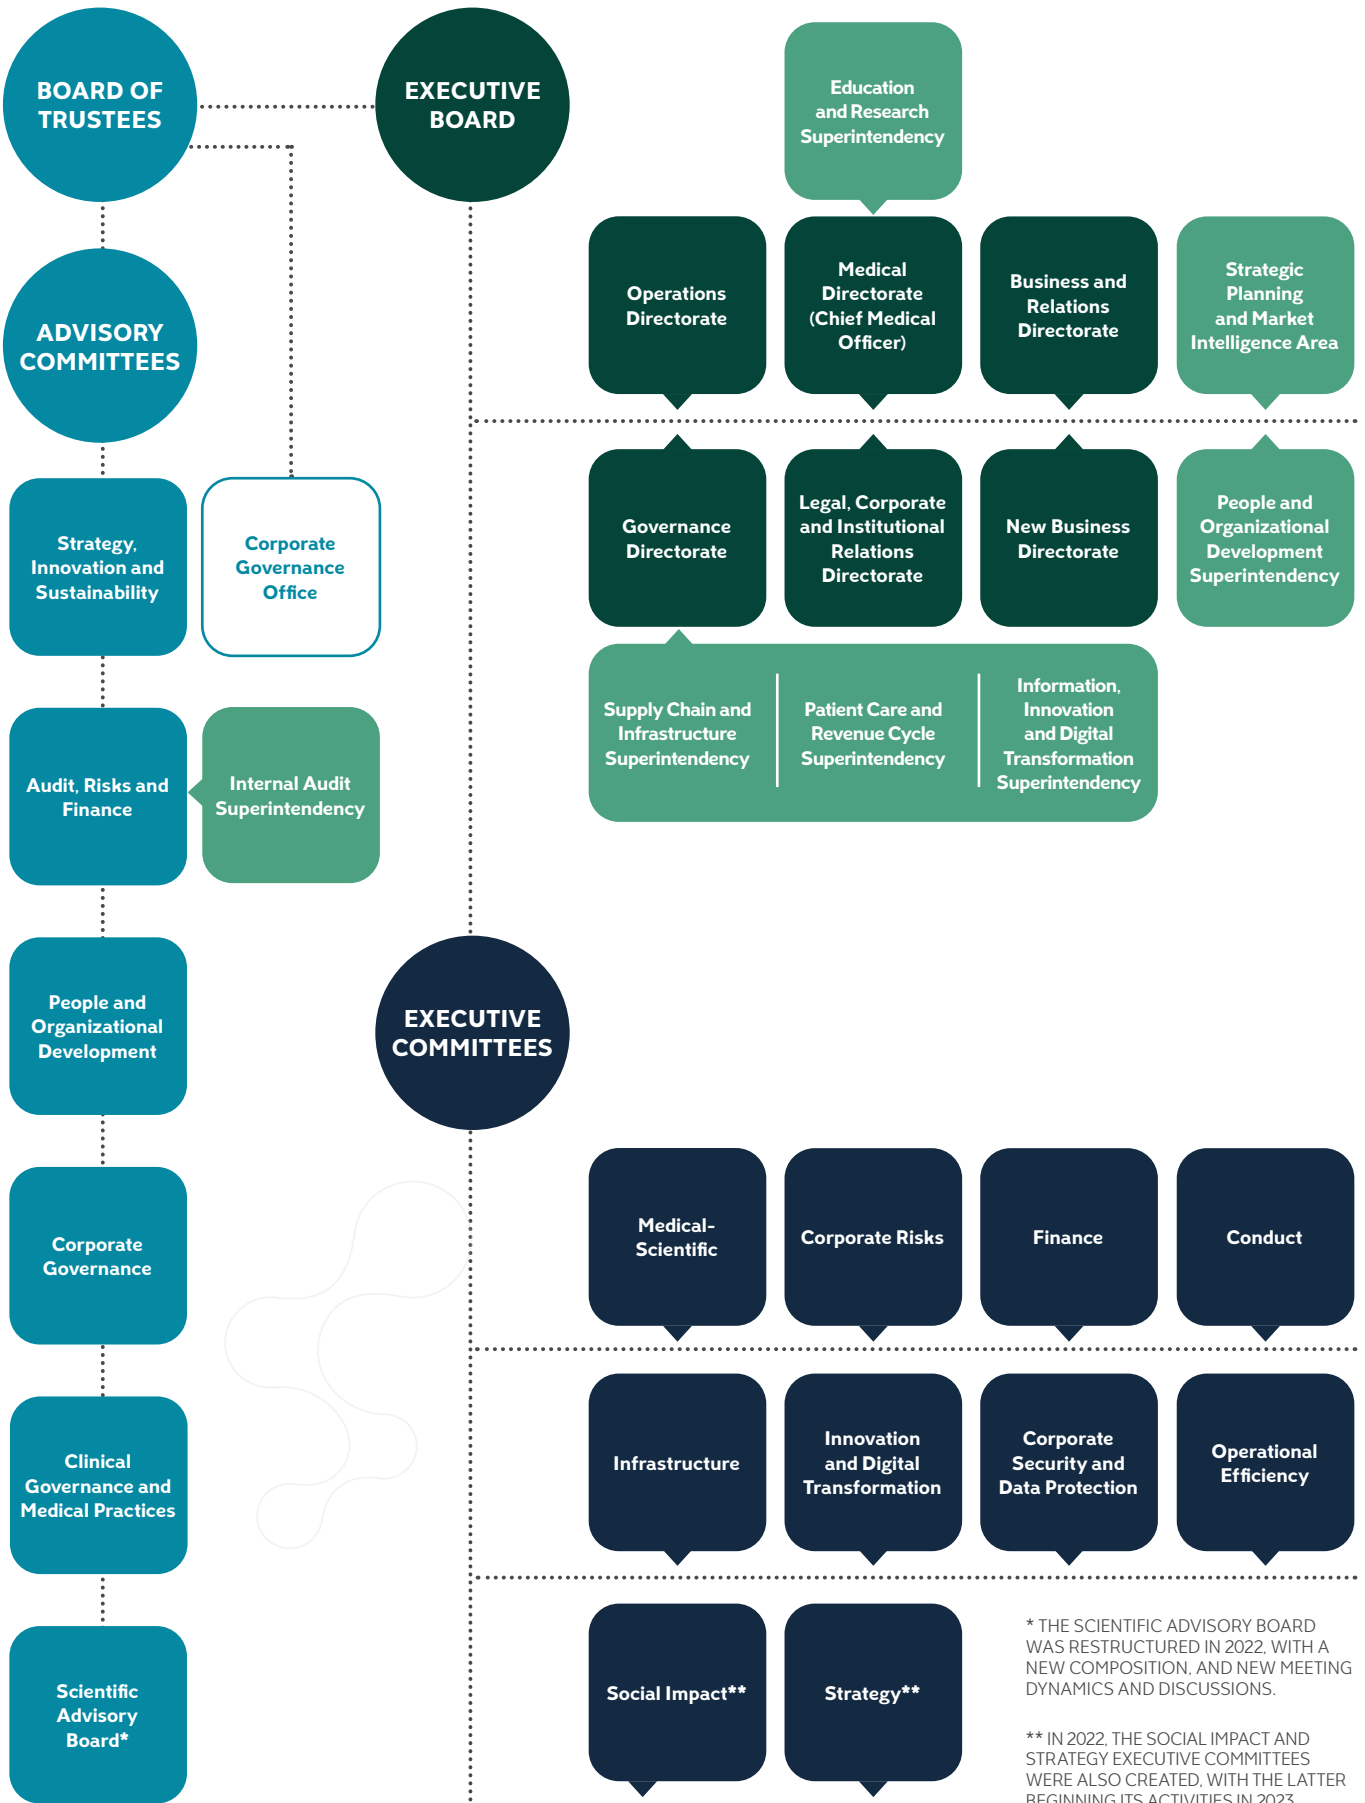 BOARD OF
TRUSTEES
EXECUTIVE
BOARD
Education
and Research
Superintendency
ADVISORY
COMMITTEES
Operations
Directorate
Medical
Directorate
(Chief Medical
Officer)
Business and
Relations
Directorate
Strategic
Planning
and Market
Intelligence Area
Strategy,
Innovation and
Sustainability
Corporate
Governance
Office
Governance
Directorate
Legal, Corporate
and Institutional
Relations
Directorate
New Business
Directorate
People and
Organizational
Development
Superintendency
Supply Chain and
Infrastructure
Superintendency
Patient Care and
Revenue Cycle
Superintendency
Information,
Innovation
and Digital
Transformation
Superintendency
Audit, Risks and
Finance
Internal Audit
Superintendency
People and
Organizational
Development
EXECUTIVE
COMMITTEES
Corporate
Governance
Medical-
Scientific
Corporate Risks
Finance
Conduct
Clinical
Governance and
Medical Practices
Infrastructure
Innovation
and Digital
Transformation
Corporate
Security and
Data Protection
Operational
Efficiency
Scientific
Advisory
Board*
Social Impact**
Strategy**
* THE SCIENTIFIC ADVISORY BOARD
WAS RESTRUCTURED IN 2022, WITH A
NEW COMPOSITION, AND NEW MEETING
DYNAMICS AND DISCUSSIONS.
** IN 2022, THE SOCIAL IMPACT AND
STRATEGY EXECUTIVE COMMITTEES
WERE ALSO CREATED, WITH THE LATTER
BEGINNING ITS ACTIVITIES IN 2023